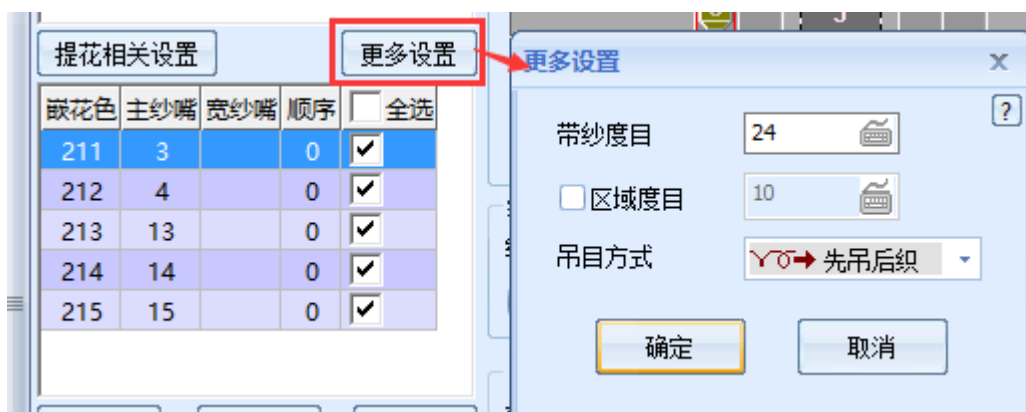 提花相关设置 更多设置
嵌花色 主纱嘴 宽纱嘴 顺序 全选
211 3 0
212 4 0
213 13 0
214 14 0
215 15 0
更多设置 x
?
带纱度目 24
区域度目 10
吊目方式 先吊后织
确定 取消